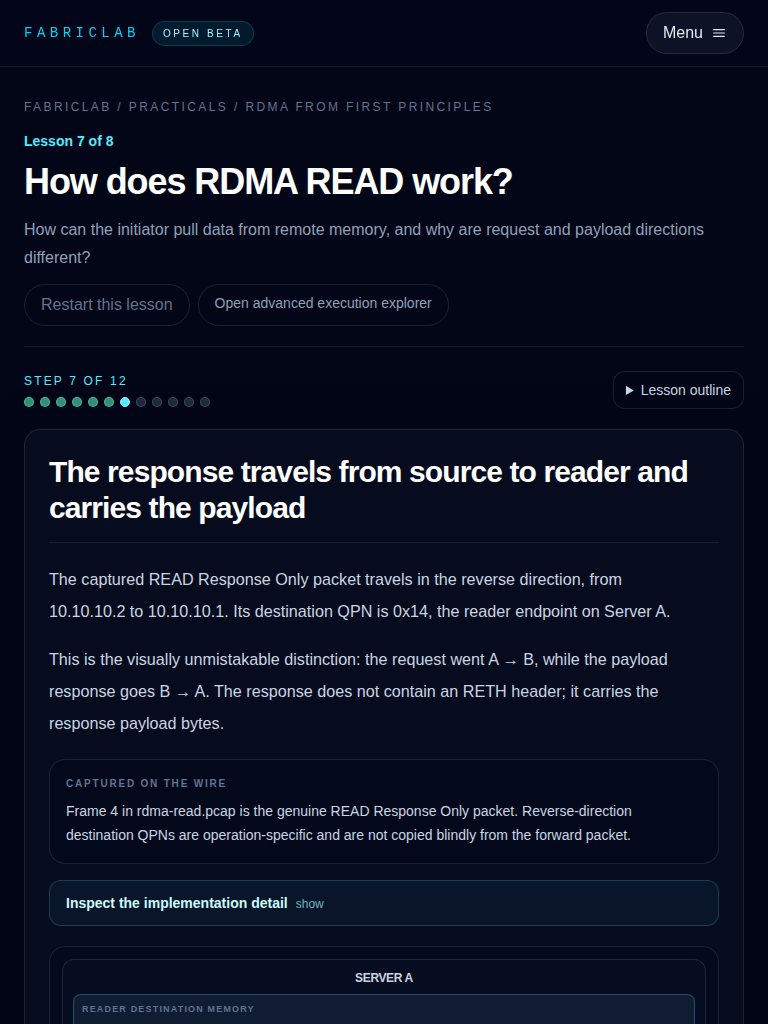 FABRICLAB OPEN BETA Menu
FABRICLAB / PRACTICALS / RDMA FROM FIRST PRINCIPLES
Lesson 7 of 8
How does RDMA READ work?
How can the initiator pull data from remote memory, and why are request and payload directions
different?
Restart this lesson Open advanced execution explorer
STEP 7 OF 12
Lesson outline
The response travels from source to reader and
carries the payload
The captured READ Response Only packet travels in the reverse direction, from
10.10.10.2 to 10.10.10.1. Its destination QPN is 0x14, the reader endpoint on Server A.
This is the visually unmistakable distinction: the request went A → B, while the payload
response goes B → A. The response does not contain an RETH header; it carries the
response payload bytes.
CAPTURED ON THE WIRE
Frame 4 in rdma-read.pcap is the genuine READ Response Only packet. Reverse-direction
destination QPNs are operation-specific and are not copied blindly from the forward packet.
Inspect the implementation detail show
SERVER A
READER DESTINATION MEMORY